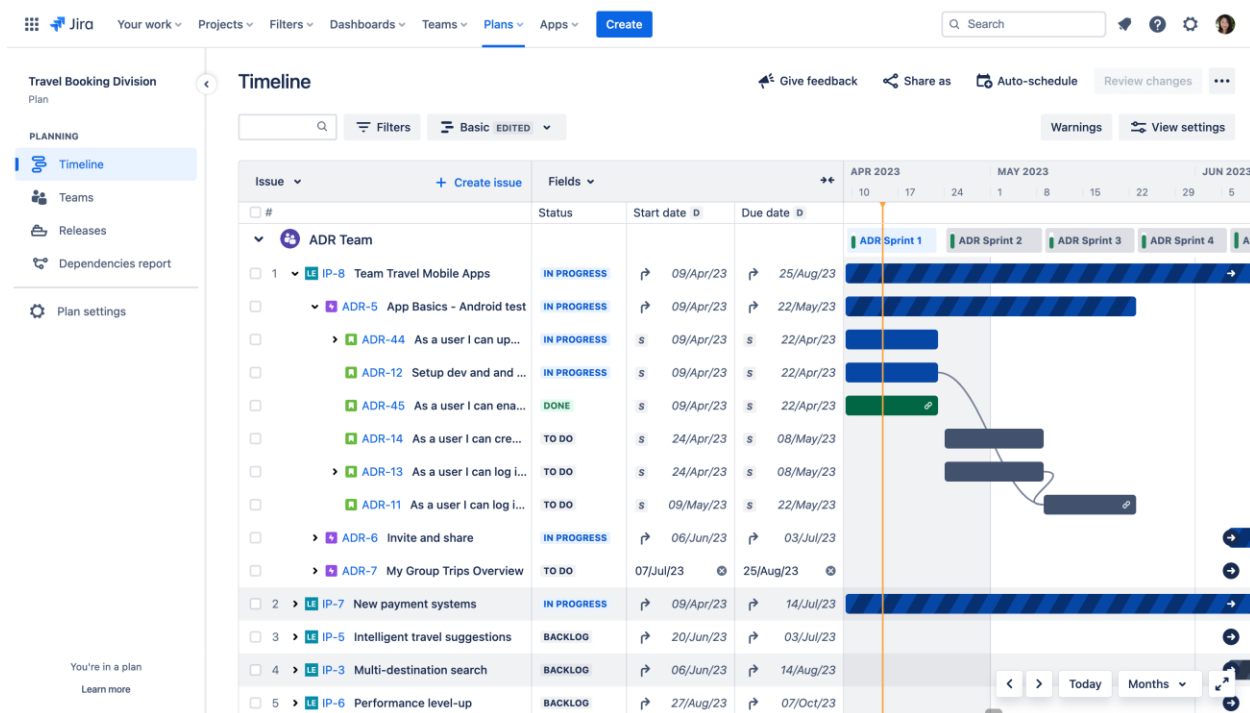 Jira Your work Projects Filters Dashboards Teams Plans Apps Create Search
Travel Booking Division
Plan
PLANNING
Timeline
Teams
Releases
Dependencies report
Plan settings
You're in a plan
Learn more
Timeline Give feedback Share as Auto-schedule Review changes
Filters Basic EDITED Warnings View settings
Issue + Create issue Fields APR 2023 MAY 2023 JUN 2023
10 17 24 1 8 15 22 29 5
# Status Start date D Due date D
ADR Team ADR Sprint 1 ADR Sprint 2 ADR Sprint 3 ADR Sprint 4 A
1 LE IP-8 Team Travel Mobile Apps IN PROGRESS 09/Apr/23 25/Aug/23
ADR-5 App Basics - Android test IN PROGRESS 09/Apr/23 22/May/23
ADR-44 As a user I can up... IN PROGRESS S 09/Apr/23 S 22/Apr/23
ADR-12 Setup dev and and ... IN PROGRESS S 09/Apr/23 S 22/Apr/23
ADR-45 As a user I can ena... DONE S 09/Apr/23 S 22/Apr/23
ADR-14 As a user I can cre... TO DO S 24/Apr/23 S 08/May/23
ADR-13 As a user I can log i... TO DO S 24/Apr/23 S 08/May/23
ADR-11 As a user I can log i... TO DO S 09/May/23 S 22/May/23
ADR-6 Invite and share IN PROGRESS 06/Jun/23 03/Jul/23
ADR-7 My Group Trips Overview TO DO 07/Jul/23 25/Aug/23
2 LE IP-7 New payment systems IN PROGRESS 09/Apr/23 14/Jul/23
3 LE IP-5 Intelligent travel suggestions BACKLOG 20/Jun/23 03/Jul/23
4 LE IP-3 Multi-destination search BACKLOG 06/Jun/23 14/Aug/23
5 LE IP-6 Performance level-up BACKLOG 27/Aug/23 07/Oct/23
Today Months